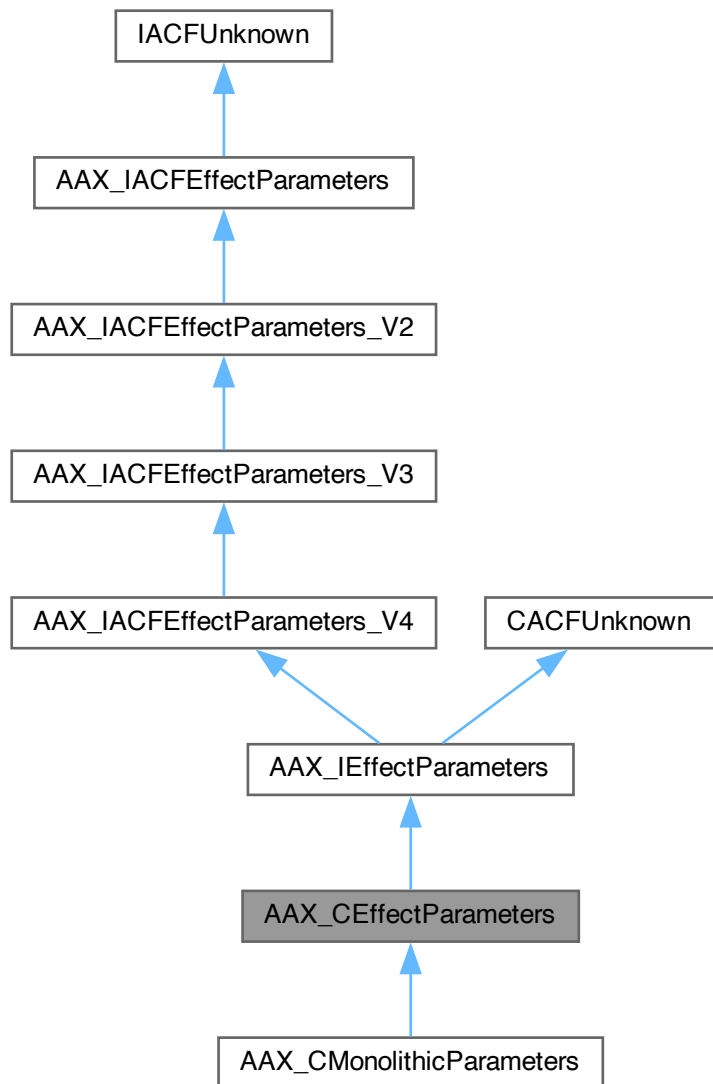 IACFUnknown
AAX_IACFEffectParameters
AAX_IACFEffectParameters_V2
AAX_IACFEffectParameters_V3
AAX_IACFEffectParameters_V4
CACFUnknown
AAX_IEffectParameters
AAX_CEffectParameters
AAX_CMonolithicParameters